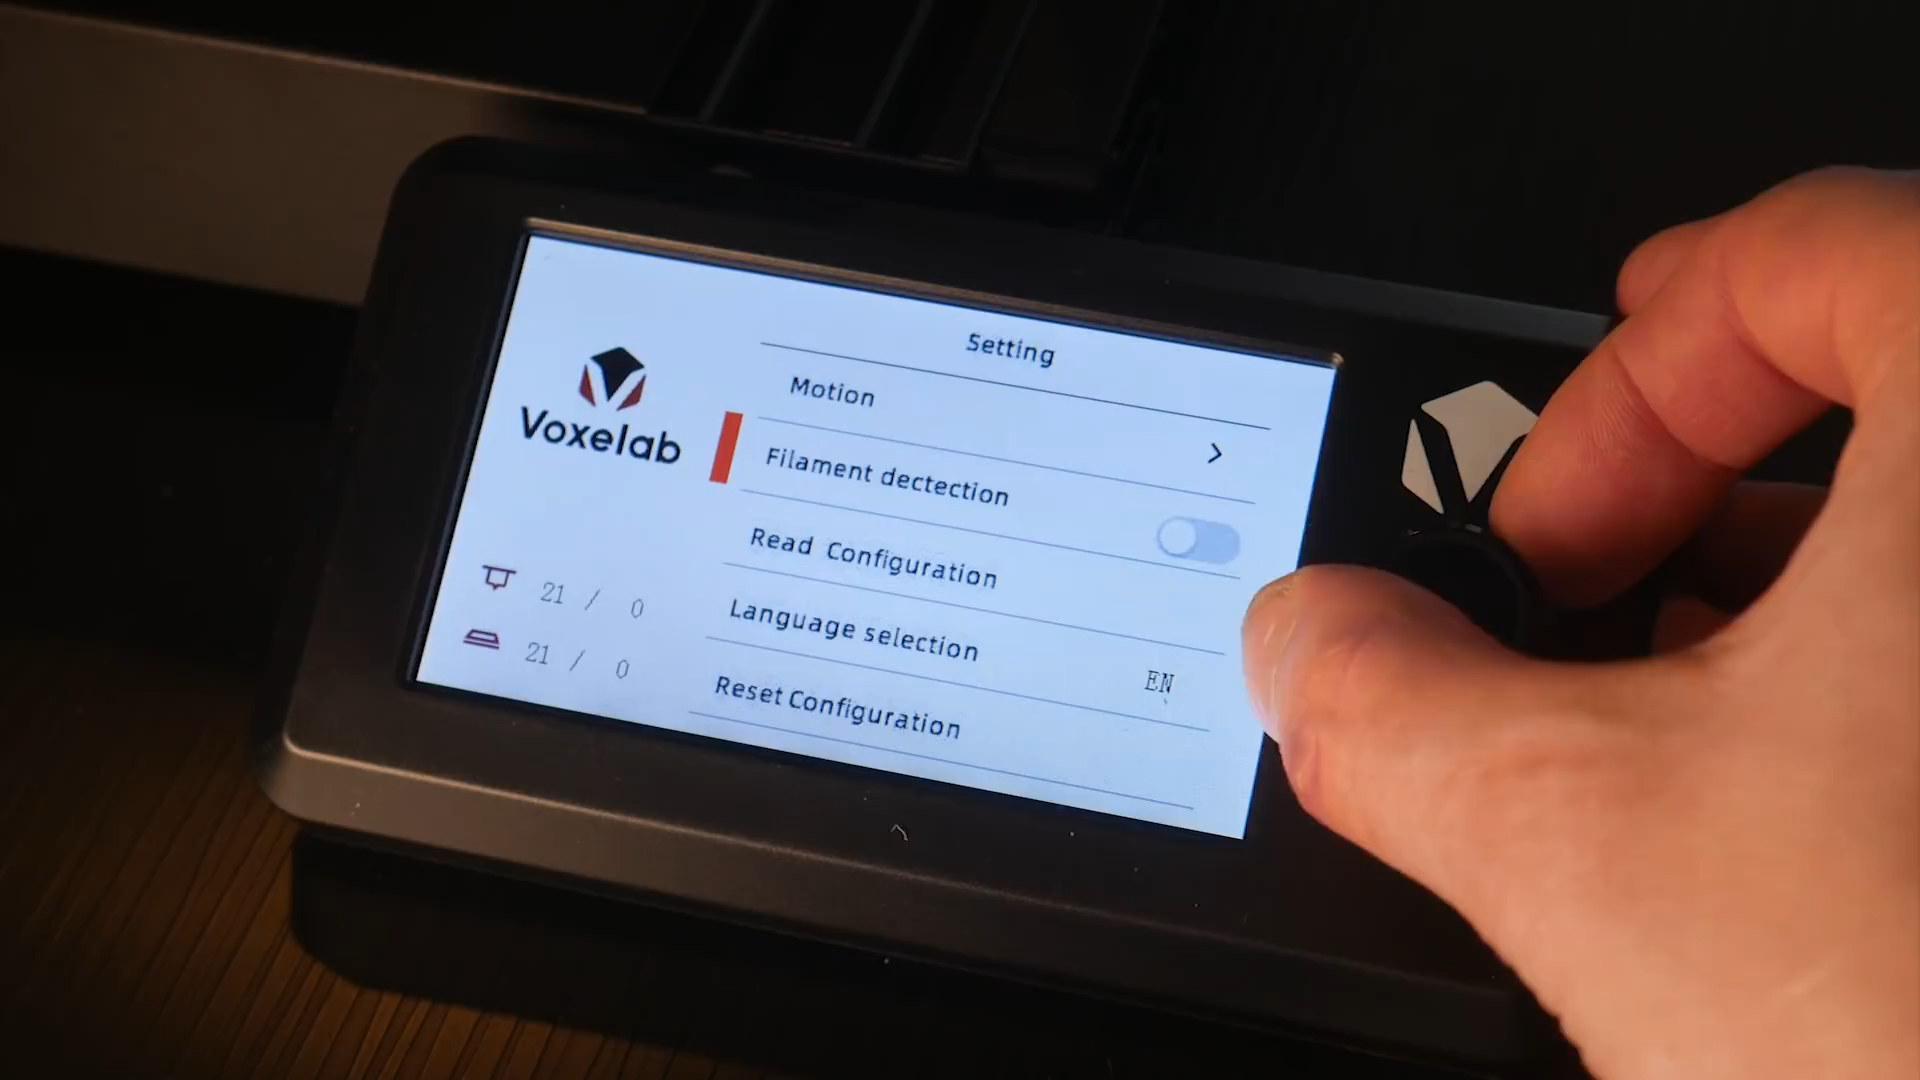 Setting
Voxelab
Motion
Filament dectection
Read Configuration
Language selection EN
Reset Configuration
21 / 0
21 / 0